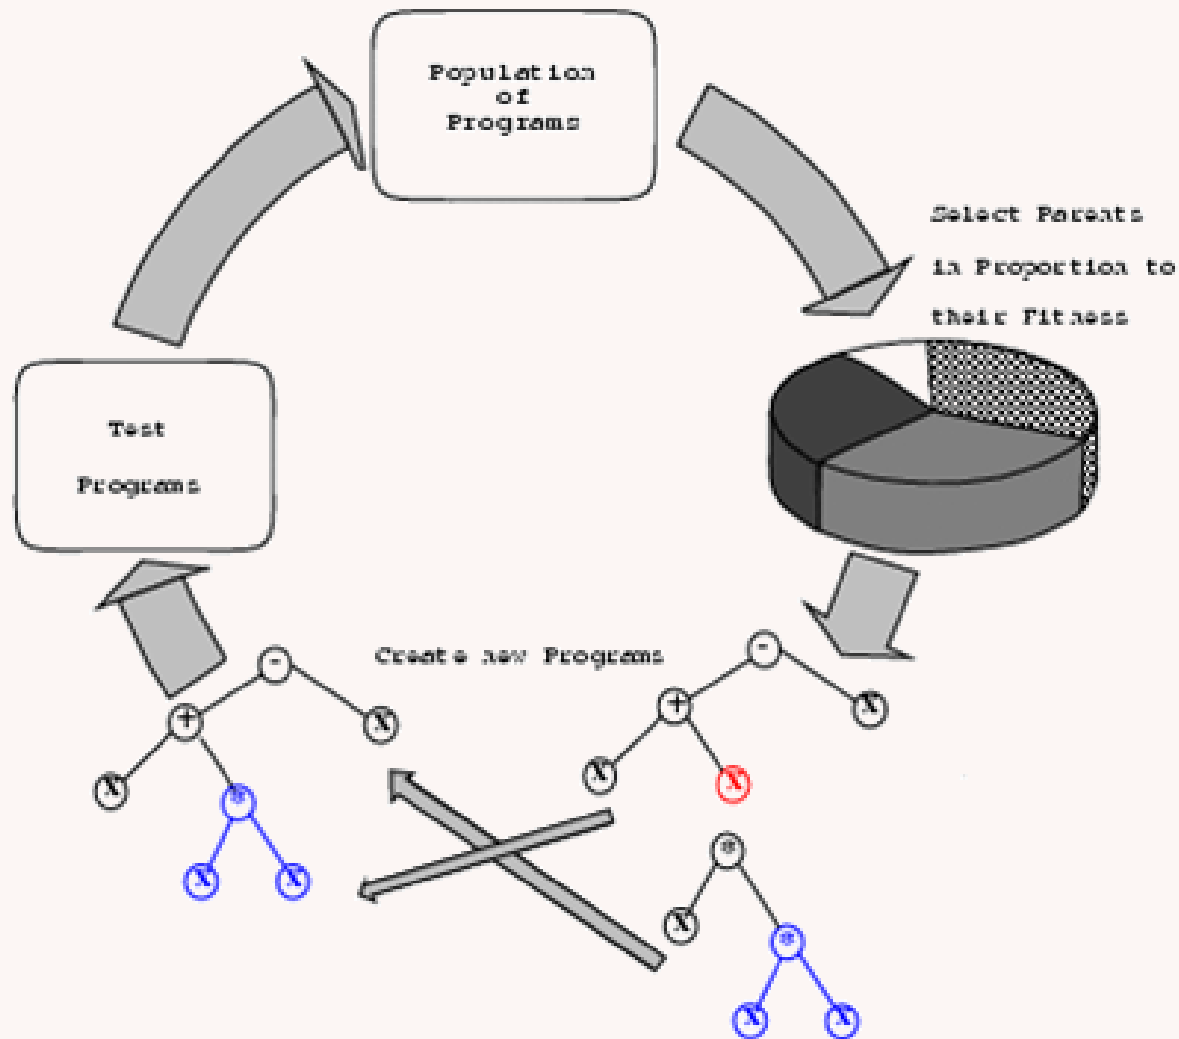 Population
of
Programs
Select Parents
in Proportion to
their Fitness
Test
Programs
Create new Programs
-
+
X
X
*
X
X
-
+
X
X
X
*
X
*
X
X